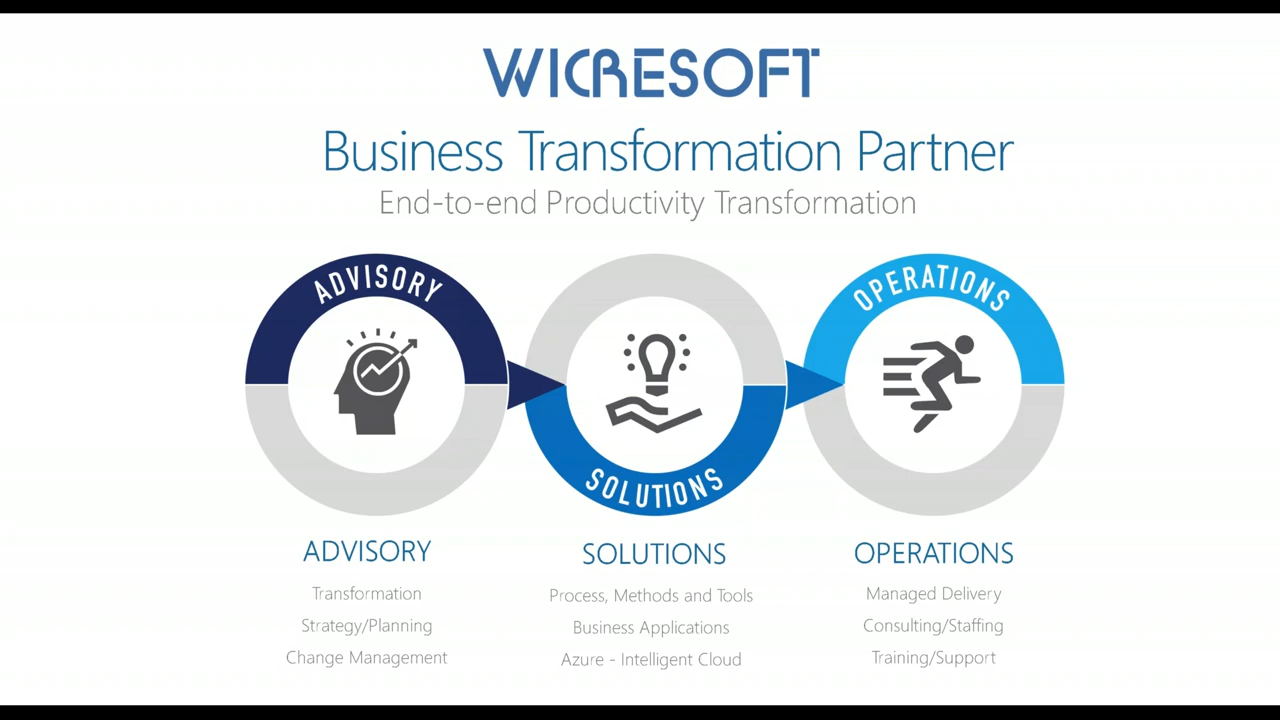 WICRESOFT
Business Transformation Partner
End-to-end Productivity Transformation
ADVISORY
SOLUTIONS
OPERATIONS
ADVISORY
Transformation
Strategy/Planning
Change Management
SOLUTIONS
Process, Methods and Tools
Business Applications
Azure - Intelligent Cloud
OPERATIONS
Managed Delivery
Consulting/Staffing
Training/Support